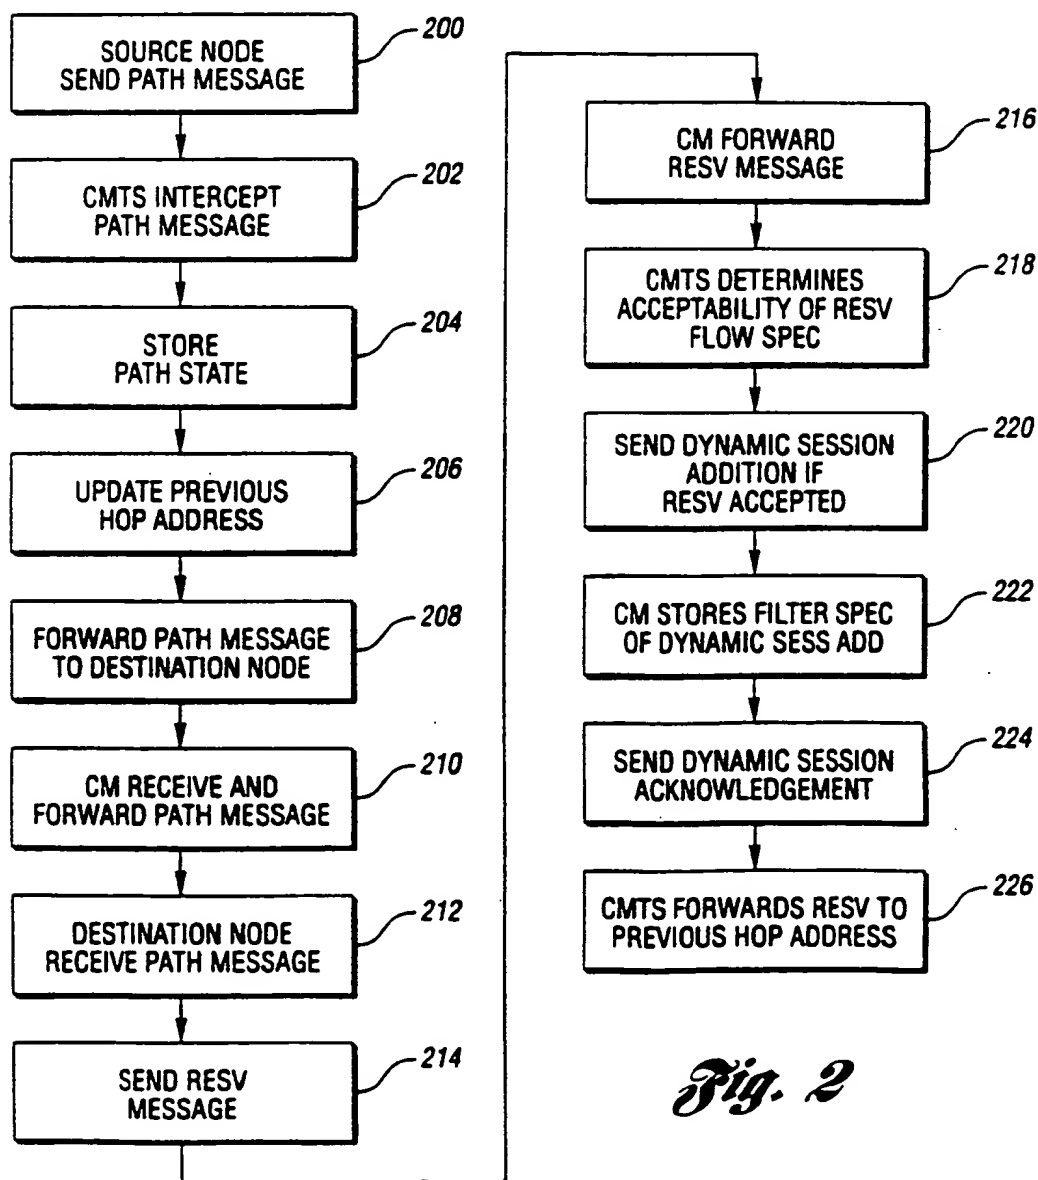 200
SOURCE NODE
SEND PATH MESSAGE
202
CMTS INTERCEPT
PATH MESSAGE
204
STORE
PATH STATE
206
UPDATE PREVIOUS
HOP ADDRESS
208
FORWARD PATH MESSAGE
TO DESTINATION NODE
210
CM RECEIVE AND
FORWARD PATH MESSAGE
212
DESTINATION NODE
RECEIVE PATH MESSAGE
214
SEND RESV
MESSAGE
216
CM FORWARD
RESV MESSAGE
218
CMTS DETERMINES
ACCEPTABILITY OF RESV
FLOW SPEC
220
SEND DYNAMIC SESSION
ADDITION IF
RESV ACCEPTED
222
CM STORES FILTER SPEC
OF DYNAMIC SESS ADD
224
SEND DYNAMIC SESSION
ACKNOWLEDGEMENT
226
CMTS FORWARDS RESV TO
PREVIOUS HOP ADDRESS
Fig. 2